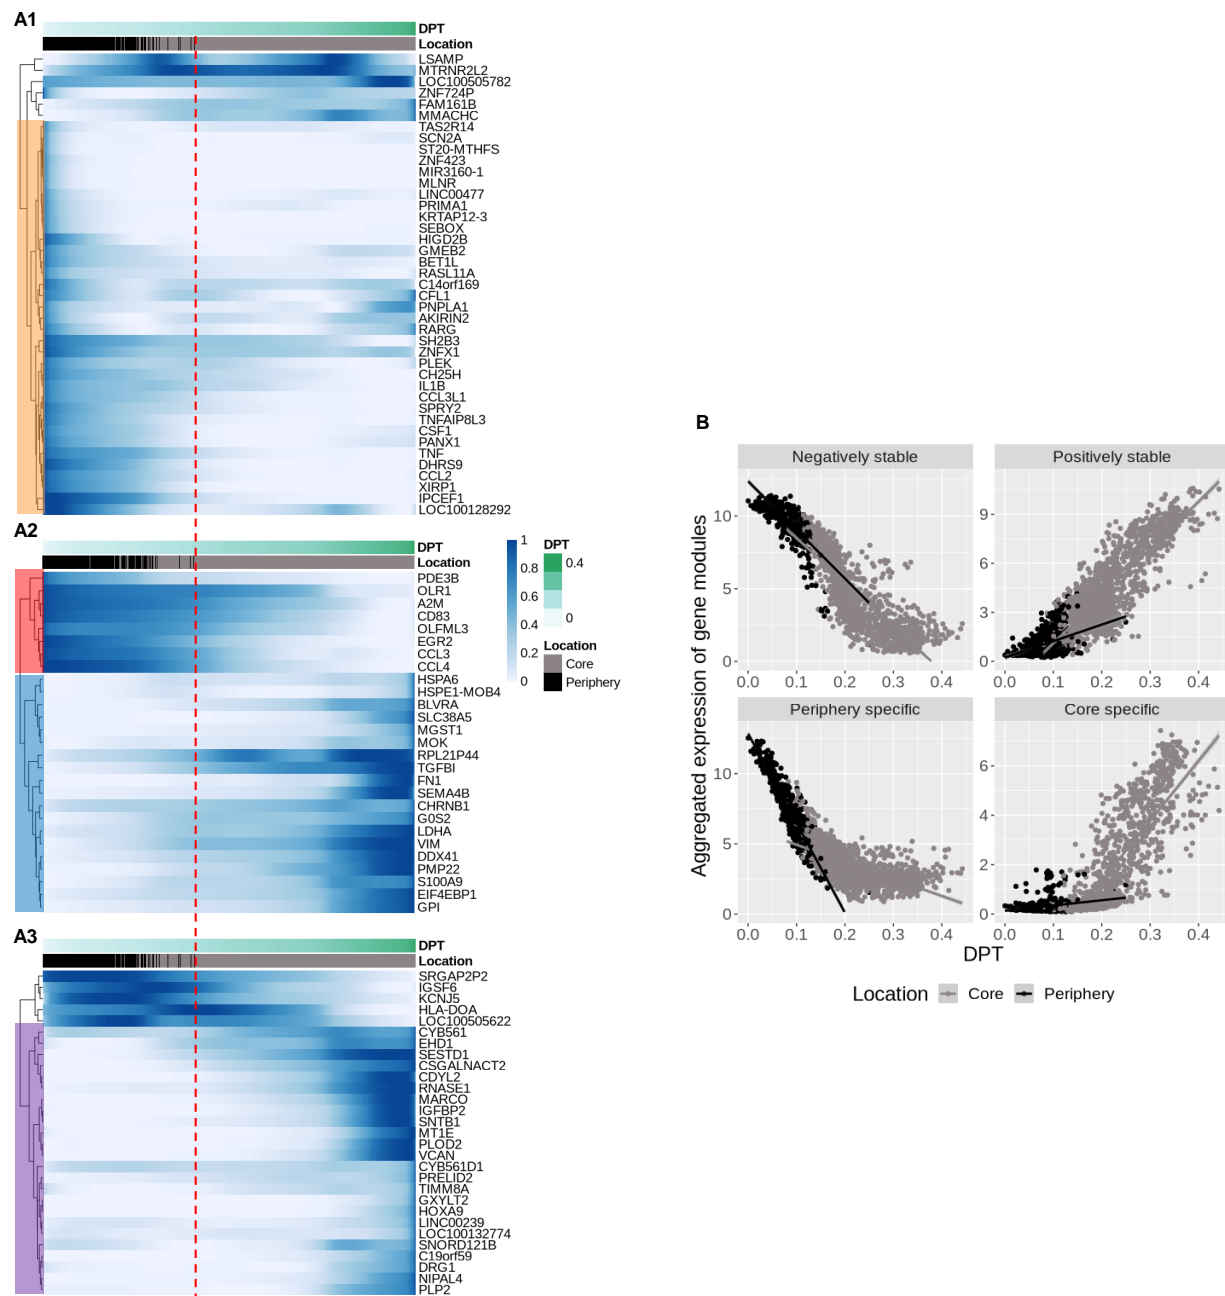 A1
DPT
Location
LSAMP
MTRNR2L2
LOC100505782
ZNF724P
FAM161B
MMACHC
TAS2R14
SCN2A
ST20-MTHFS
ZNF423
MIR3160-1
MLNR
LINC00477
PRIMA1
KRTAP12-3
SEBOX
HIGD2B
GMEB2
BET1L
RASL11A
C14orf169
CFL1
PNPLA1
AKIRIN2
RARG
SH2B3
ZNFX1
PLEK
CH25H
IL1B
CCL3L1
SPRY2
TNFAIP8L3
CSF1
PANX1
TNF
DHRS9
CCL2
XIRP1
IPCEF1
LOC100128292
A2
DPT
Location
PDE3B
OLR1
A2M
CD83
OLFML3
EGR2
CCL3
CCL4
HSPA6
HSPE1-MOB4
BLVRA
SLC38A5
MGST1
MOK
RPL21P44
TGFBI
FN1
SEMA4B
CHRNB1
G0S2
LDHA
VIM
DDX41
PMP22
S100A9
EIF4EBP1
GPI
1
0.8
0.6
0.4
0.2
0
DPT
0.4
0
Location
Core
Periphery
A3
DPT
Location
SRGAP2P2
IGSF6
KCNJ5
HLA-DOA
LOC100505622
CYB561
EHD1
SESTD1
CSGALNACT2
CDYL2
RNASE1
MARCO
IGFBP2
SNTB1
MT1E
PLOD2
VCAN
CYB561D1
PRELID2
TIMM8A
GXYLT2
HOXA9
LINC00239
LOC100132774
SNORD121B
C19orf59
DRG1
NIPAL4
PLP2
B
Aggregated expression of gene modules
Negatively stable
10
5
0
0.0 0.1 0.2 0.3 0.4
Positively stable
9
6
3
0
0.0 0.1 0.2 0.3 0.4
Periphery specific
10
5
0
0.0 0.1 0.2 0.3 0.4
Core specific
6
4
2
0
0.0 0.1 0.2 0.3 0.4
DPT
Location Core Periphery